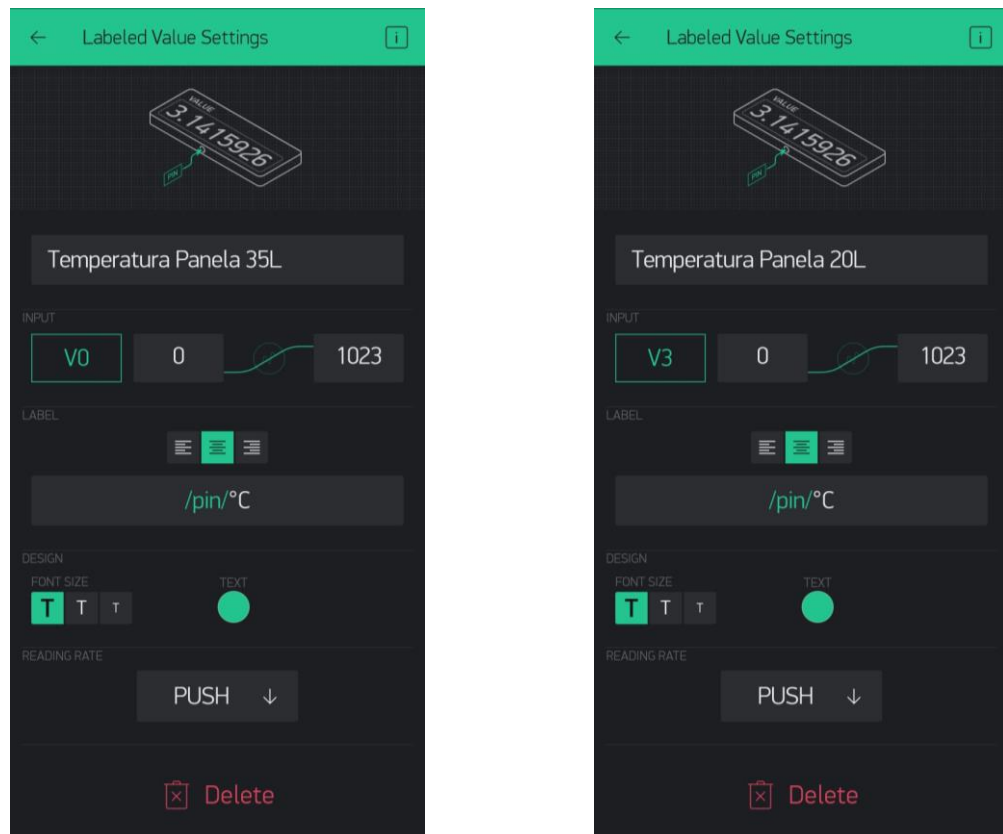 Labeled Value Settings
i
VALUE
3.1415926
PIN
Temperatura Panela 35L
INPUT
V0 0 1023
LABEL
/pin/°C
DESIGN
FONT SIZE TEXT
T T T
READING RATE
PUSH
Delete
Labeled Value Settings
i
VALUE
3.1415926
PIN
Temperatura Panela 20L
INPUT
V3 0 1023
LABEL
/pin/°C
DESIGN
FONT SIZE TEXT
T T T
READING RATE
PUSH
Delete